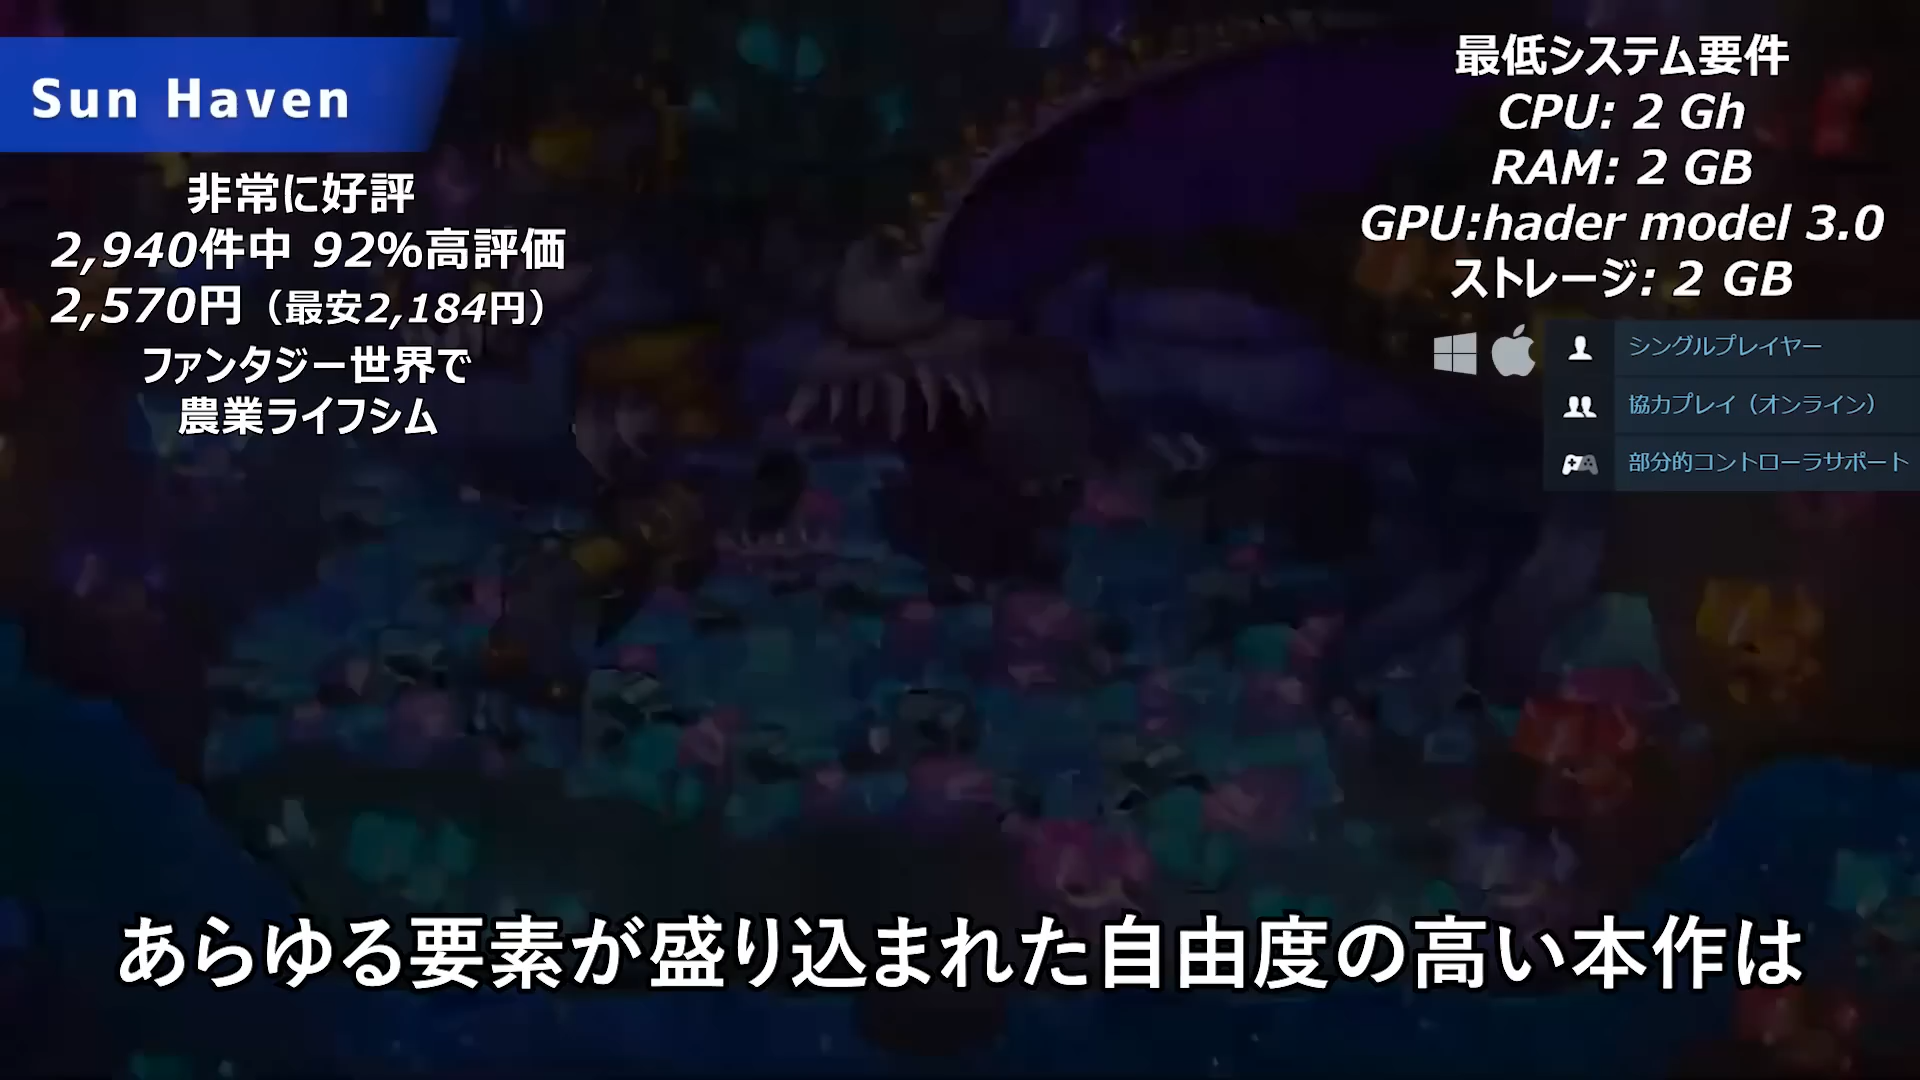 Sun Haven
非常に好評
2,940件中 92%高評価
2,570円（最安2,184円）
ファンタジー世界で
農業ライフシム
最低システム要件
CPU: 2 Gh
RAM: 2 GB
GPU:hader model 3.0
ストレージ: 2 GB
シングルプレイヤー
協力プレイ（オンライン）
部分的コントローラサポート
あらゆる要素が盛り込まれた自由度の高い本作は